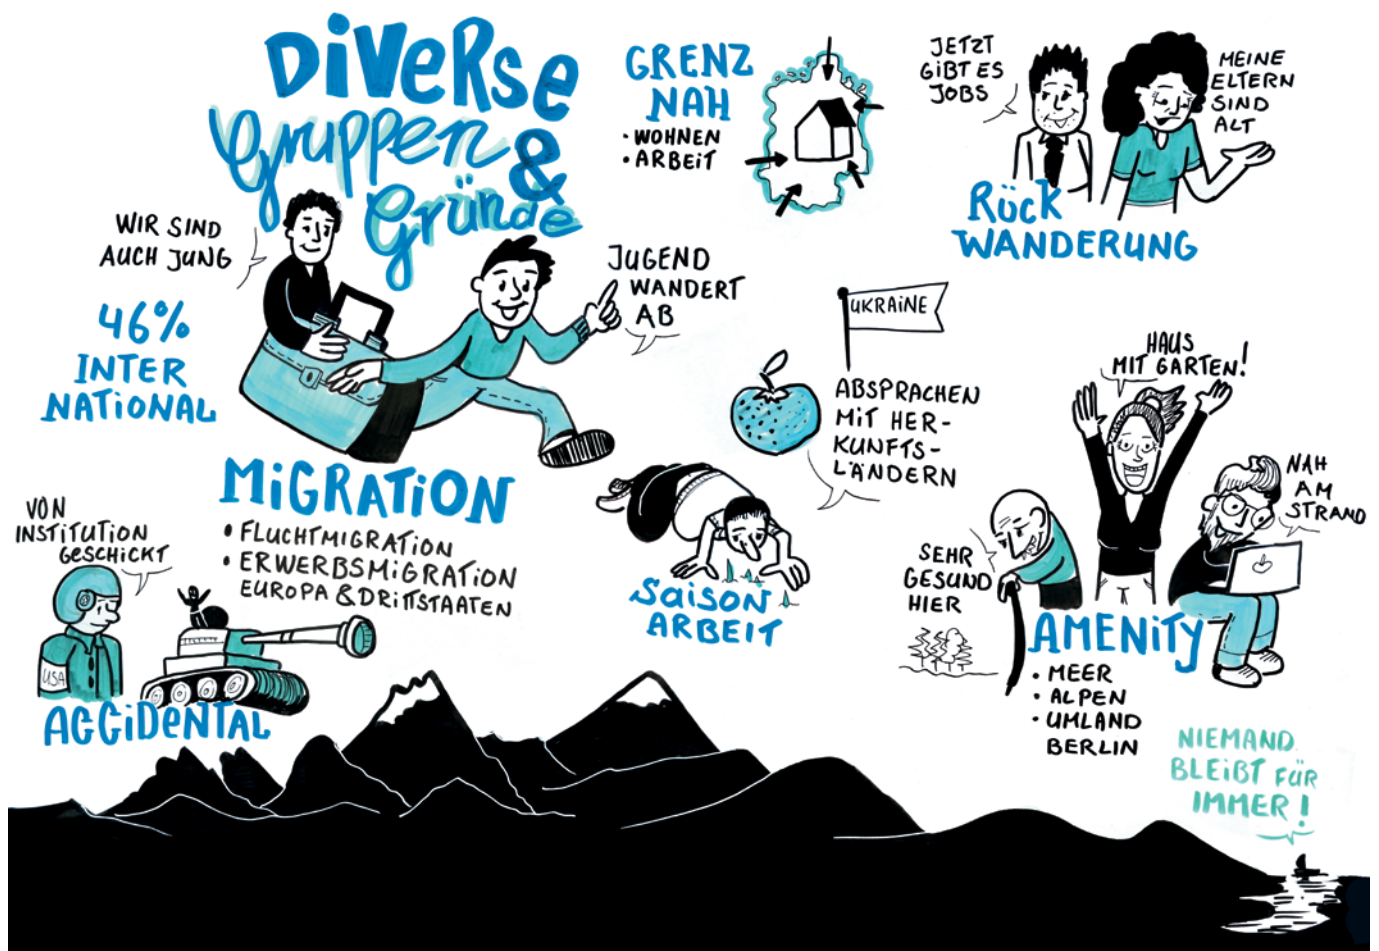 DIVERSE
Gruppen &
Gründe
WIR SIND
AUCH JUNG
JUGEND
WANDERT
AB
46%
INTER
NATIONAL
MIGRATION
• FLUCHTMIGRATION
• ERWERBSMIGRATION
EUROPA & DRITTSTAATEN
VON
INSTITUTION
GESCHICKT
USA
ACCIDENTAL
GRENZ
NAH
• WOHNEN
• ARBEIT
JETZT
GIBT ES
JOBS
MEINE
ELTERN
SIND
ALT
RÜCK
WANDERUNG
UKRAINE
ABSPRACHEN
MIT HER-
KUNFTS-
LÄNDERN
SAISON
ARBEIT
HAUS
MIT GARTEN!
NAH
AM
STRAND
SEHR
GESUND
HIER
AMENITY
• MEER
• ALPEN
• UMLAND
BERLIN
NIEMAND
BLEIBT FÜR
IMMER!